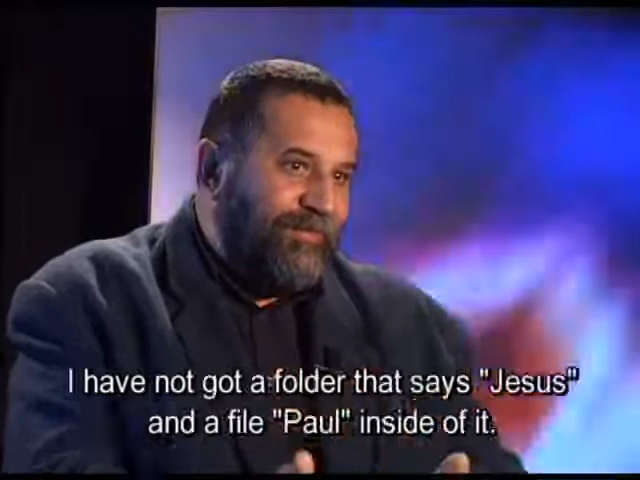 I have not got a folder that says "Jesus"
and a file "Paul" inside of it.